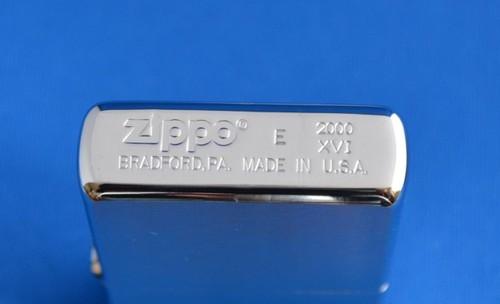 Zippo® E 2000
XVI
BRADFORD, PA. MADE IN U.S.A.